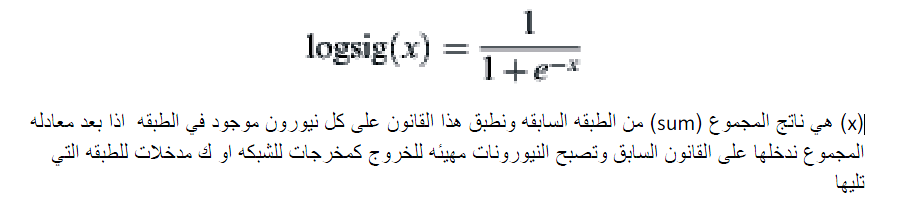 logsig(x) = 1 / (1 + e^-x)
(x) هي ناتج المجموع (sum) من الطبقه السابقه ونطبق هذا القانون على كل نيورون موجود في الطبقه اذا بعد معادله
المجموع ندخلها على القانون السابق وتصبح النيورونات مهيئه للخروج كمخرجات للشبكه او ك مدخلات للطبقه التي
تليها